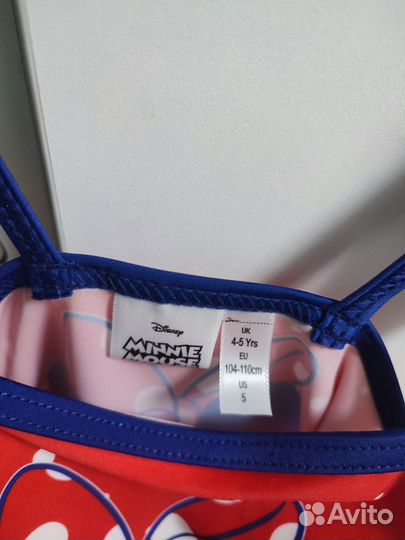 Disney
MINNIE
MOUSE
UK
4-5 Yrs
EU
104-110cm
US
5
Avito